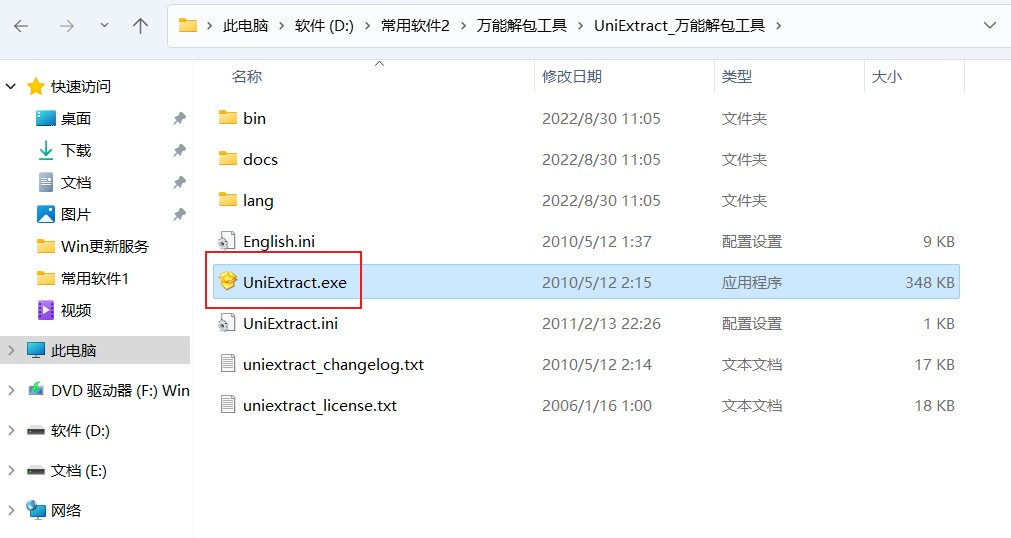 此电脑 软件 (D:) 常用软件2 万能解包工具 UniExtract_万能解包工具
名称 修改日期 类型 大小
快速访问
桌面
下载
文档
图片
Win更新服务
常用软件1
视频
此电脑
DVD 驱动器 (F:) Win
软件 (D:)
文档 (E:)
网络
bin 2022/8/30 11:05 文件夹
docs 2022/8/30 11:05 文件夹
lang 2022/8/30 11:05 文件夹
English.ini 2010/5/12 1:37 配置设置 9 KB
UniExtract.exe 2010/5/12 2:15 应用程序 348 KB
UniExtract.ini 2011/2/13 22:26 配置设置 1 KB
uniextract_changelog.txt 2010/5/12 2:14 文本文档 17 KB
uniextract_license.txt 2006/1/16 1:00 文本文档 18 KB